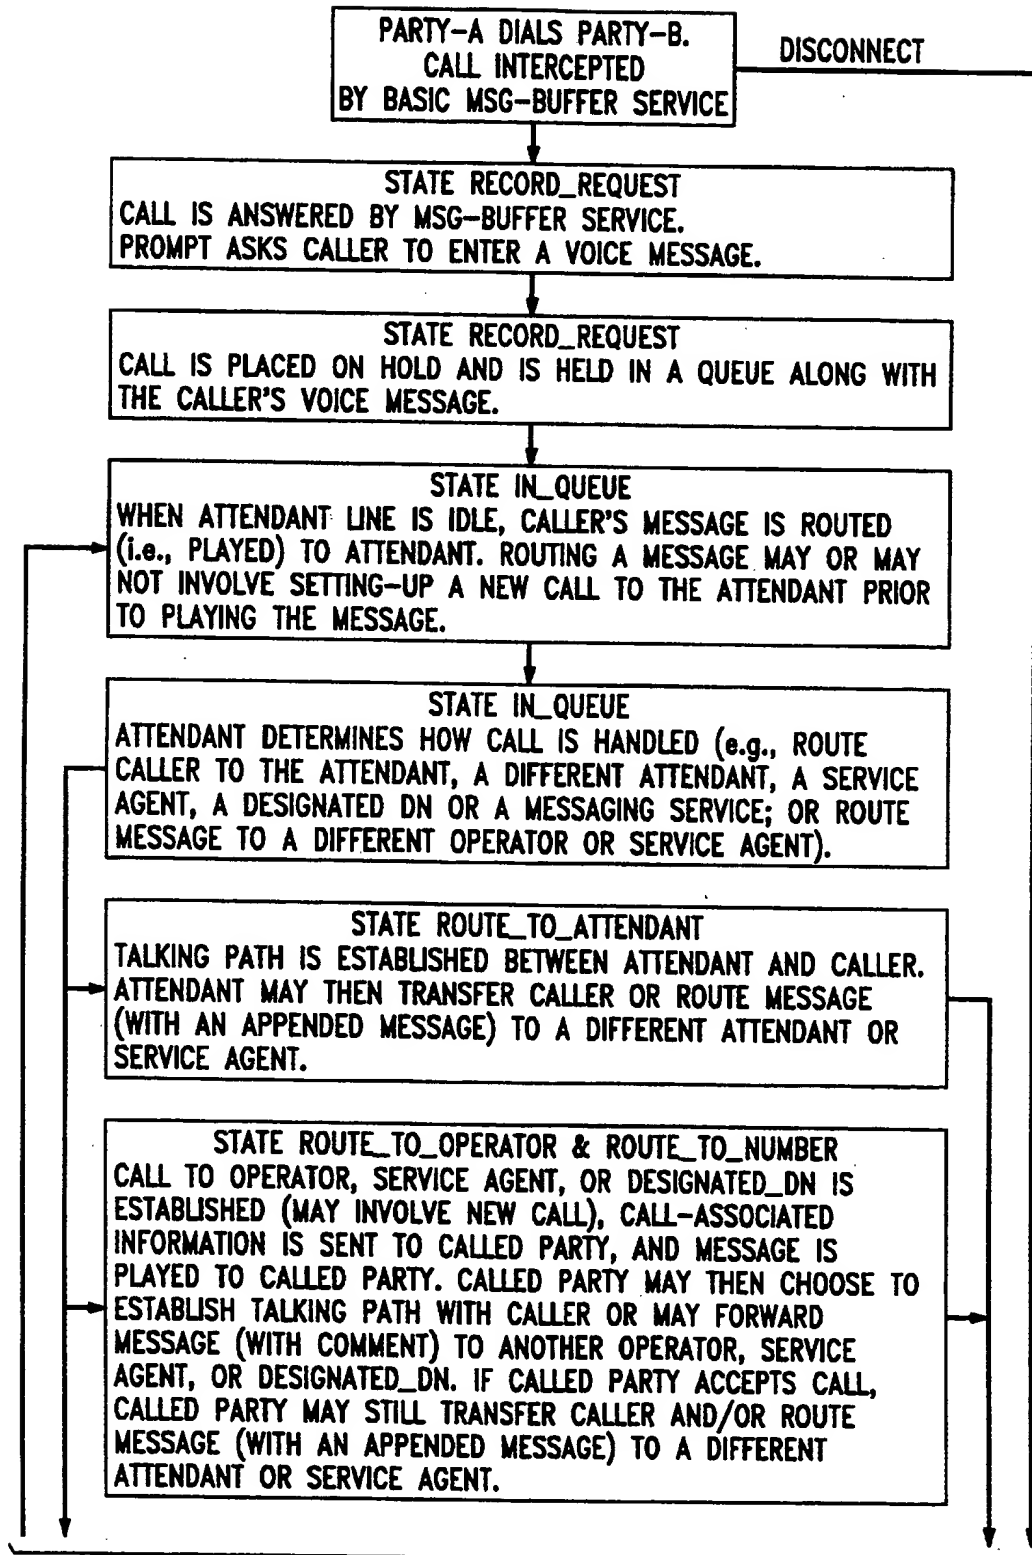 PARTY-A DIALS PARTY-B.
CALL INTERCEPTED
BY BASIC MSG-BUFFER SERVICE
DISCONNECT
STATE RECORD_REQUEST
CALL IS ANSWERED BY MSG-BUFFER SERVICE.
PROMPT ASKS CALLER TO ENTER A VOICE MESSAGE.
STATE RECORD_REQUEST
CALL IS PLACED ON HOLD AND IS HELD IN A QUEUE ALONG WITH
THE CALLER'S VOICE MESSAGE.
STATE IN_QUEUE
WHEN ATTENDANT LINE IS IDLE, CALLER'S MESSAGE IS ROUTED
(i.e., PLAYED) TO ATTENDANT. ROUTING A MESSAGE MAY OR MAY
NOT INVOLVE SETTING-UP A NEW CALL TO THE ATTENDANT PRIOR
TO PLAYING THE MESSAGE.
STATE IN_QUEUE
ATTENDANT DETERMINES HOW CALL IS HANDLED (e.g., ROUTE
CALLER TO THE ATTENDANT, A DIFFERENT ATTENDANT, A SERVICE
AGENT, A DESIGNATED DN OR A MESSAGING SERVICE; OR ROUTE
MESSAGE TO A DIFFERENT OPERATOR OR SERVICE AGENT).
STATE ROUTE_TO_ATTENDANT
TALKING PATH IS ESTABLISHED BETWEEN ATTENDANT AND CALLER.
ATTENDANT MAY THEN TRANSFER CALLER OR ROUTE MESSAGE
(WITH AN APPENDED MESSAGE) TO A DIFFERENT ATTENDANT OR
SERVICE AGENT.
STATE ROUTE_TO_OPERATOR & ROUTE_TO_NUMBER
CALL TO OPERATOR, SERVICE AGENT, OR DESIGNATED_DN IS
ESTABLISHED (MAY INVOLVE NEW CALL), CALL-ASSOCIATED
INFORMATION IS SENT TO CALLED PARTY, AND MESSAGE IS
PLAYED TO CALLED PARTY. CALLED PARTY MAY THEN CHOOSE TO
ESTABLISH TALKING PATH WITH CALLER OR MAY FORWARD
MESSAGE (WITH COMMENT) TO ANOTHER OPERATOR, SERVICE
AGENT, OR DESIGNATED_DN. IF CALLED PARTY ACCEPTS CALL,
CALLED PARTY MAY STILL TRANSFER CALLER AND/OR ROUTE
MESSAGE (WITH AN APPENDED MESSAGE) TO A DIFFERENT
ATTENDANT OR SERVICE AGENT.